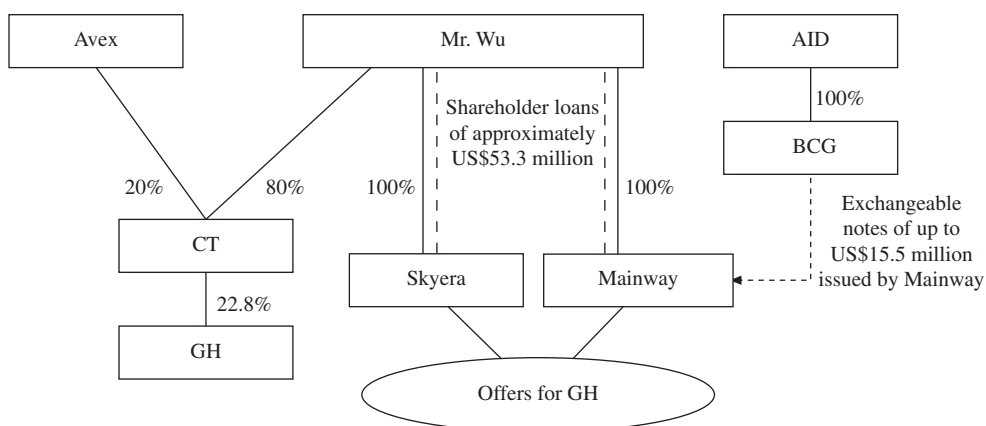 Avex
Mr. Wu
AID
Shareholder loans
of approximately
US$53.3 million
100%
BCG
20%
80%
100%
100%
Exchangeable
notes of up to
US$15.5 million
issued by Mainway
CT
Skyera
Mainway
22.8%
GH
Offers for GH